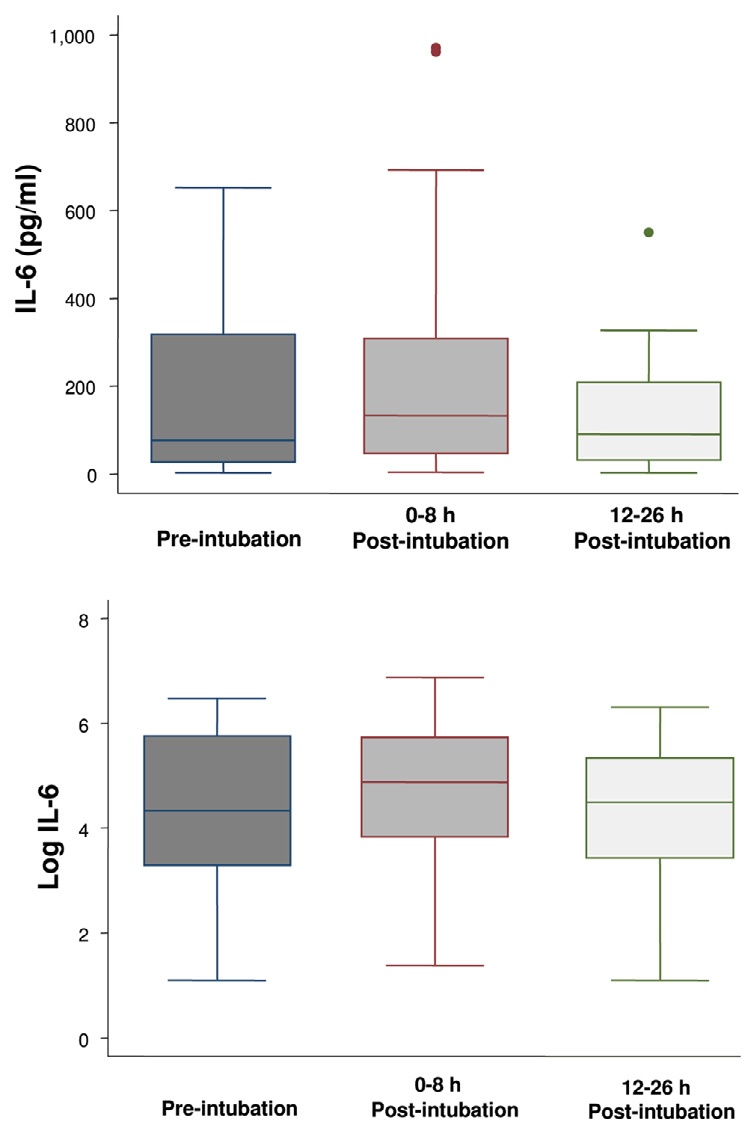 IL-6 (pg/ml)
1,000
800
600
400
200
0
Pre-intubation
0-8 h
Post-intubation
12-26 h
Post-intubation
Log IL-6
8
6
4
2
0
Pre-intubation
0-8 h
Post-intubation
12-26 h
Post-intubation